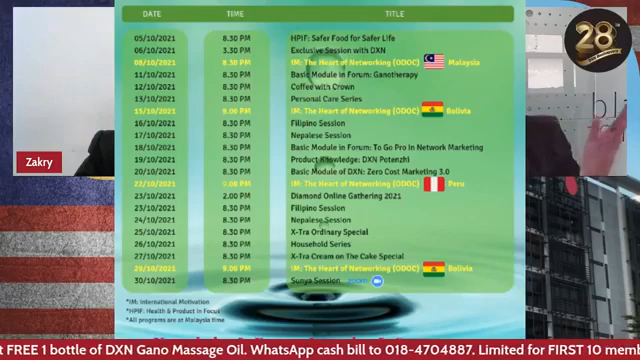 DATE TIME TITLE
05/10/2021 8.30 PM HPIF: Safer Food for Safer Life
06/10/2021 3.30 PM Exclusive Session with DXN
08/10/2021 8.30 PM IM: The Heart of Networking (ODOC) Malaysia
11/10/2021 8.30 PM Basic Module in Forum: Ganotherapy
12/10/2021 8.30 PM Coffee with Crown
13/10/2021 8.30 PM Personal Care Series
15/10/2021 9.00 PM IM: The Heart of Networking (ODOC) Bolivia
16/10/2021 8.30 PM Filipino Session
17/10/2021 8.30 PM Nepalese Session
18/10/2021 8.30 PM Basic Module in Forum: To Go Pro In Network Marketing
19/10/2021 8.30 PM Product Knowledge: DXN Potenzhi
20/10/2021 8.30 PM Basic Module of DXN: Zero Cost Marketing 3.0
22/10/2021 9.00 PM IM: The Heart of Networking (ODOC) Peru
23/10/2021 2.00 PM Diamond Online Gathering 2021
23/10/2021 8.30 PM Filipino Session
24/10/2021 8.30 PM Nepalese Session
25/10/2021 8.30 PM X-Tra Ordinary Special
26/10/2021 8.30 PM Household Series
27/10/2021 8.30 PM X-Tra Cream on The Cake Special
29/10/2021 9.00 PM IM: The Heart of Networking (ODOC) Bolivia
30/10/2021 8.30 PM Sunya Session zoom
*IM: International Motivation
*HPIF: Health & Product In Focus
*All programs are at Malaysia time
Zakry
28
t FREE 1 bottle of DXN Gano Massage Oil. WhatsApp cash bill to 018-4704887. Limited for FIRST 10 mem